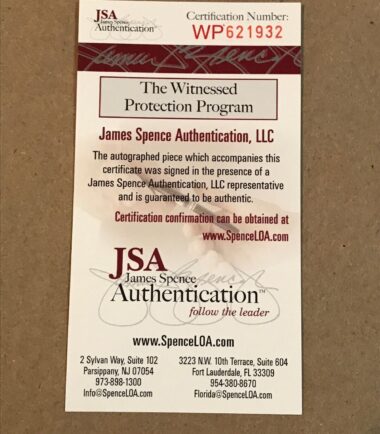 JSA
James Spence
Authentication™
Certification Number:
WP621932
James Spence
The Witnessed
Protection Program
James Spence Authentication, LLC
The autographed piece which accompanies this
certificate was signed in the presence of a
James Spence Authentication, LLC representative
and is guaranteed to be authentic.
Certification confirmation can be obtained at
www.SpenceLOA.com
JSA
James Spence
Authentication™
follow the leader
www.SpenceLOA.com
2 Sylvan Way, Suite 102
Parsippany, NJ 07054
973-898-1300
Info@SpenceLOA.com
3223 N.W. 10th Terrace, Suite 604
Fort Lauderdale, FL 33309
954-380-8670
Florida@SpenceLOA.com